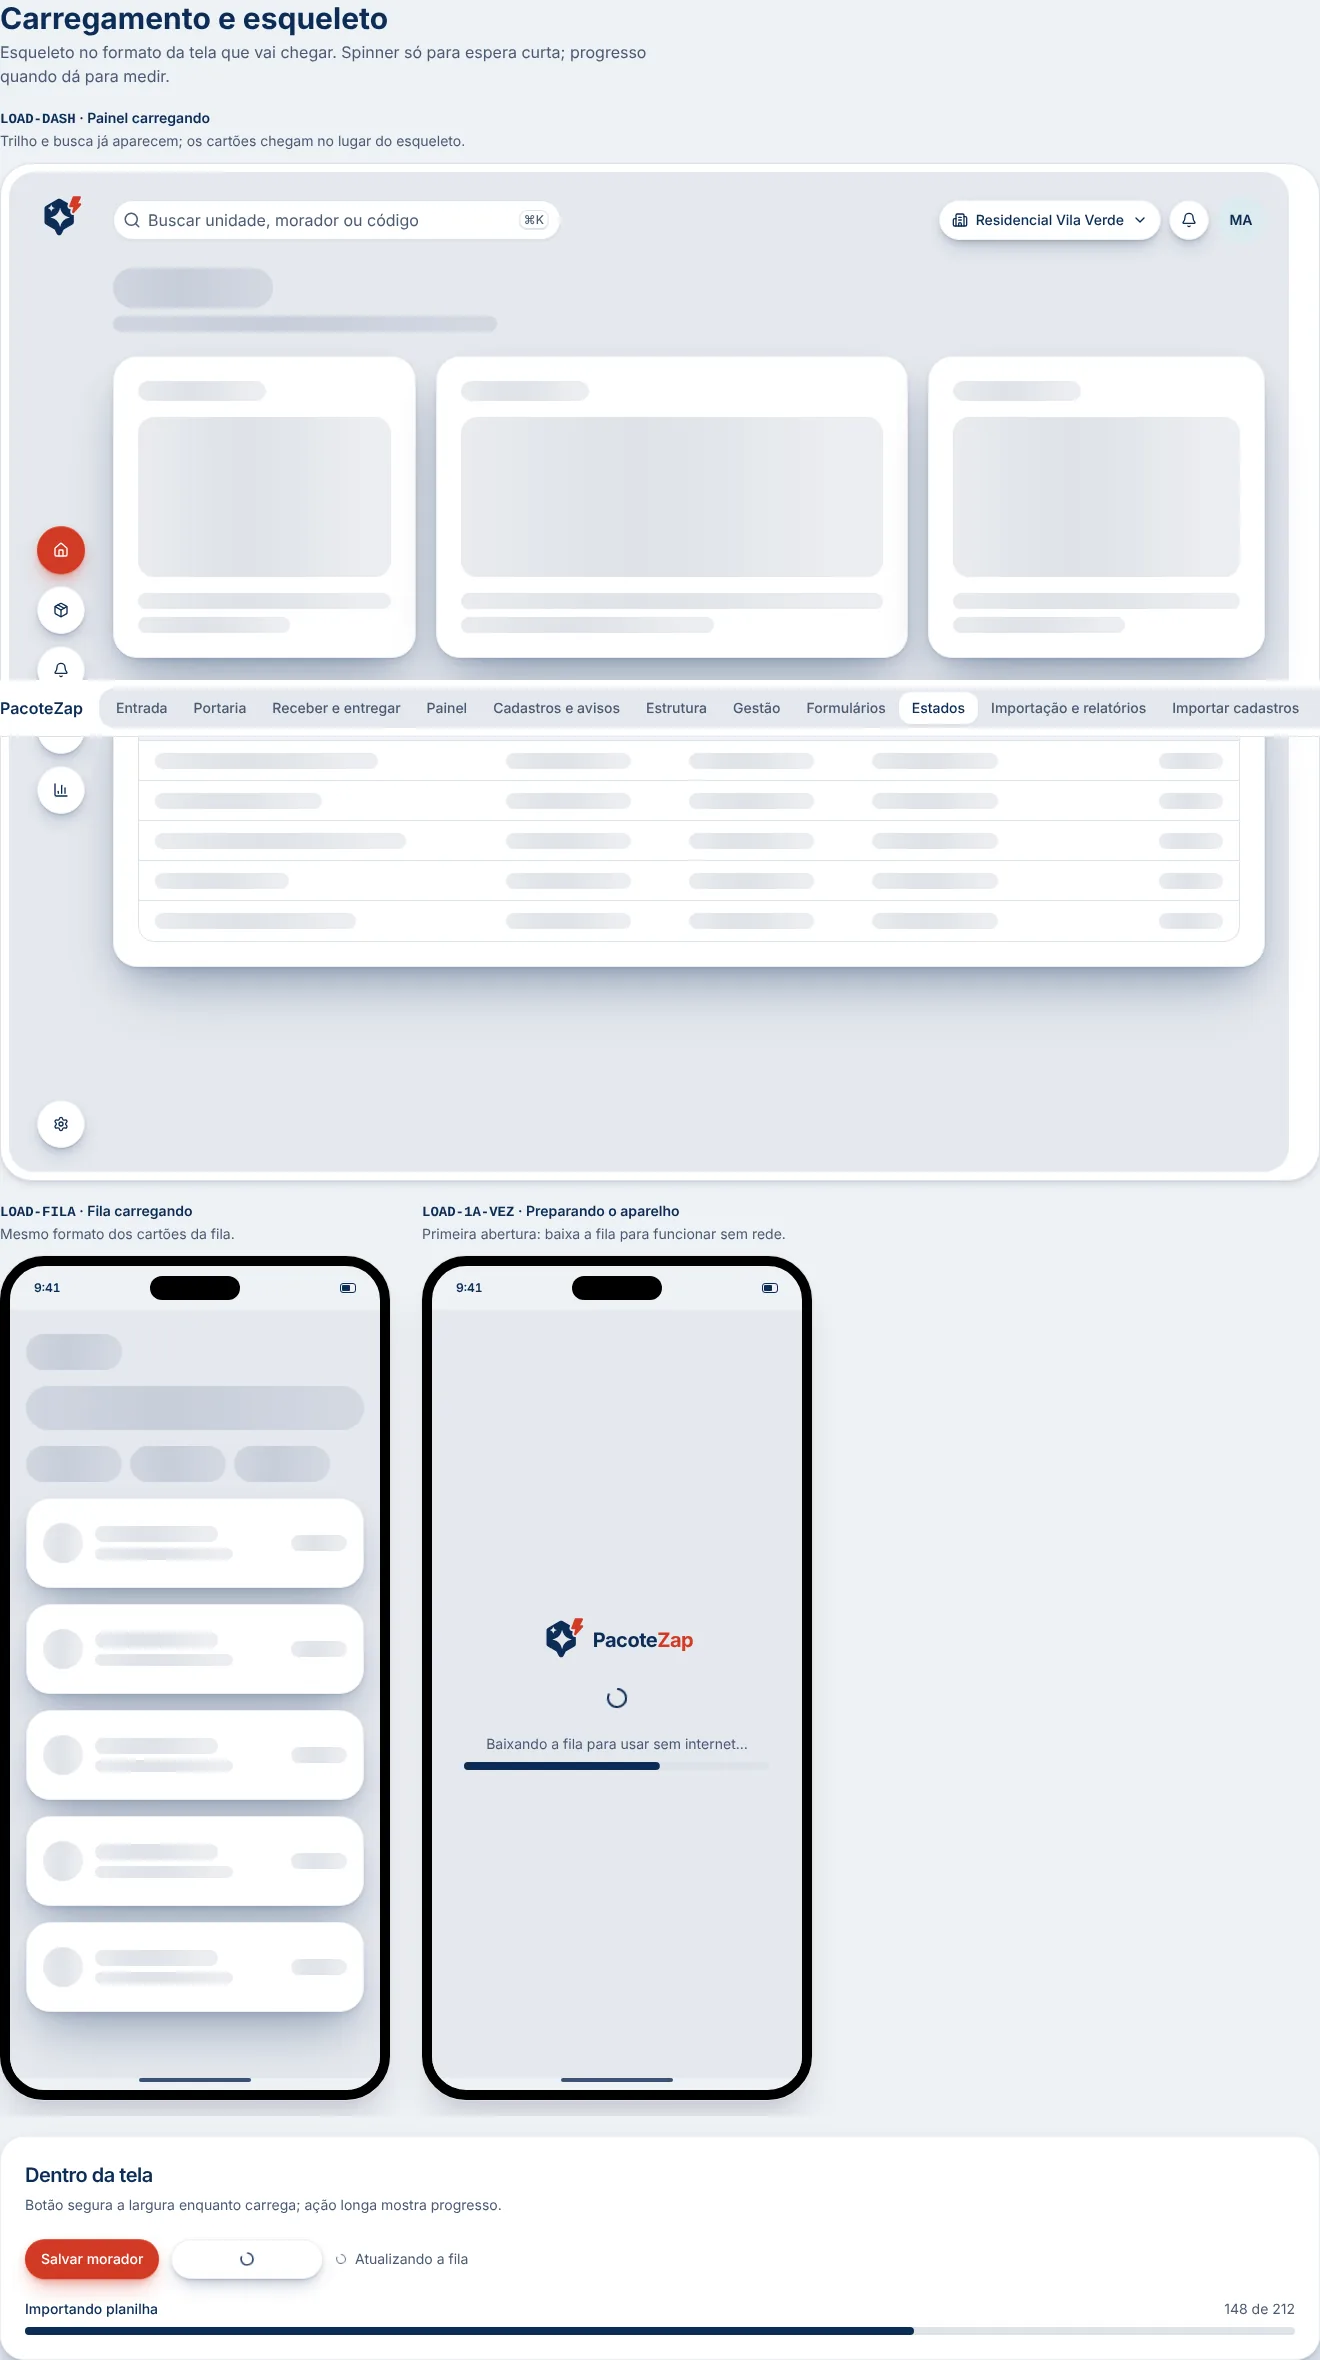 Carregamento e esqueleto
Esqueleto no formato da tela que vai chegar. Spinner só para espera curta; progresso
quando dá para medir.
LOAD-DASH · Painel carregando
Trilho e busca já aparecem; os cartões chegam no lugar do esqueleto.
Buscar unidade, morador ou código
⌘K
Residencial Vila Verde
MA
PacoteZap
Entrada
Portaria
Receber e entregar
Painel
Cadastros e avisos
Estrutura
Gestão
Formulários
Estados
Importação e relatórios
Importar cadastros
LOAD-FILA · Fila carregando
Mesmo formato dos cartões da fila.
9:41
LOAD-1A-VEZ · Preparando o aparelho
Primeira abertura: baixa a fila para funcionar sem rede.
9:41
PacoteZap
Baixando a fila para usar sem internet...
Dentro da tela
Botão segura a largura enquanto carrega; ação longa mostra progresso.
Salvar morador
Atualizando a fila
Importando planilha
148 de 212